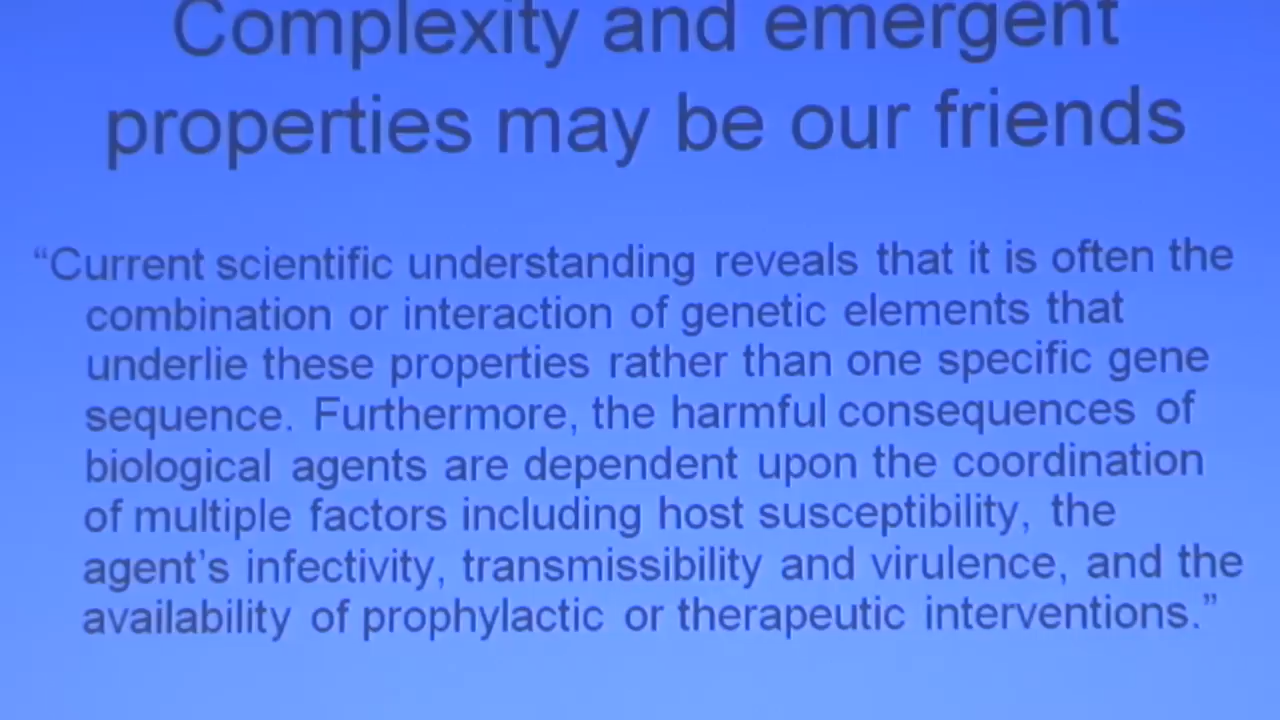 Complexity and emergent
properties may be our friends
“Current scientific understanding reveals that it is often the
combination or interaction of genetic elements that
underlie these properties rather than one specific gene
sequence. Furthermore, the harmful consequences of
biological agents are dependent upon the coordination
of multiple factors including host susceptibility, the
agent’s infectivity, transmissibility and virulence, and the
availability of prophylactic or therapeutic interventions.”